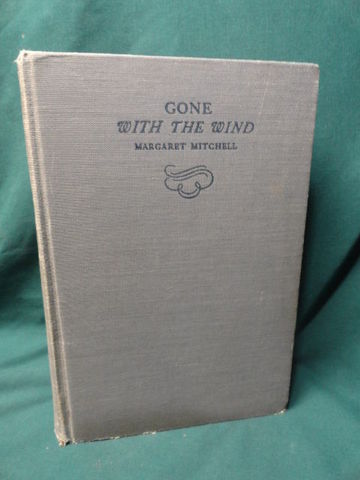 GONE
WITH THE WIND
MARGARET MITCHELL